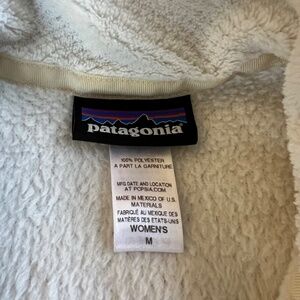 patagonia
100% POLYESTER
A PART LA GARNITURE
MFG DATE AND LOCATION
AT POPSIA.COM
MADE IN MEXICO OF U.S.
MATERIALS
FABRIQUÉ AU MEXIQUE DES
MATIÈRES DES ÉTATS-UNIS
WOMEN'S
M